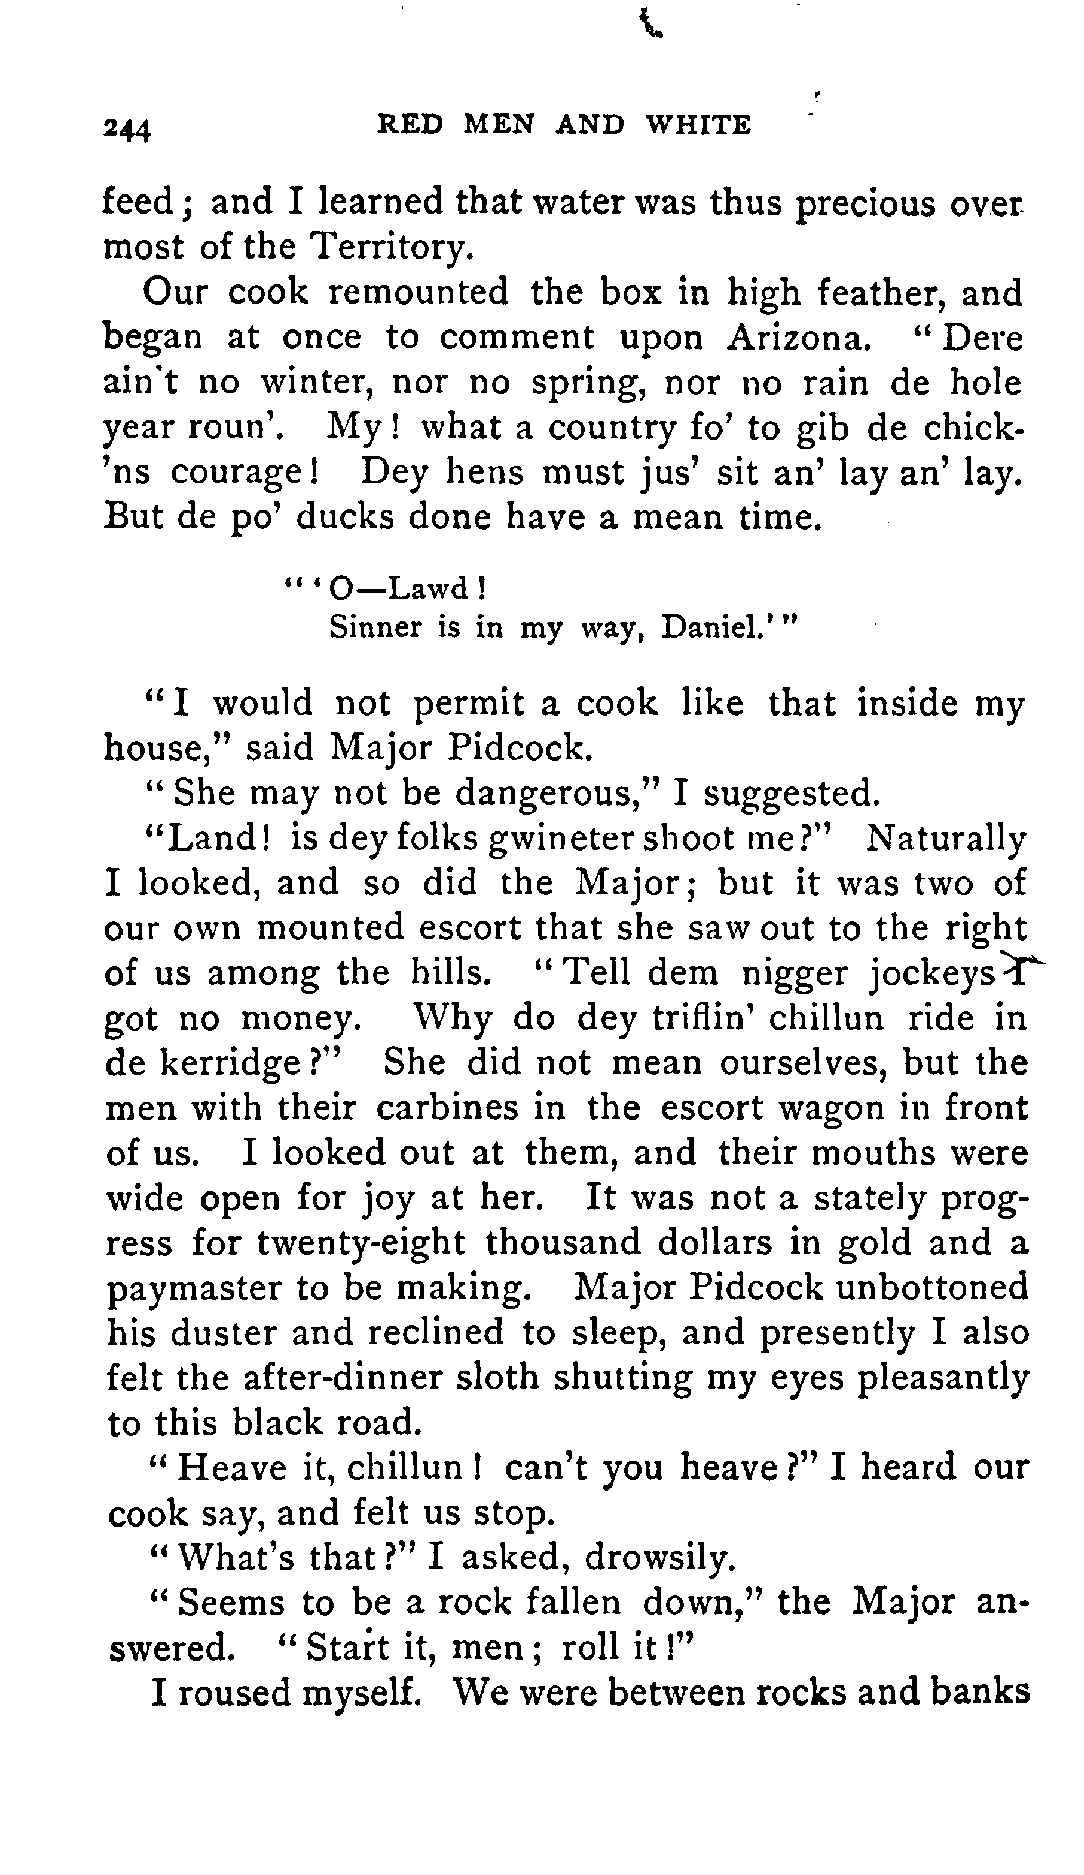 244 RED MEN AND WHITE
feed; and I learned that water was thus precious over
most of the Territory.
Our cook remounted the box in high feather, and
began at once to comment upon Arizona. "Dere
ain't no winter, nor no spring, nor no rain de hole
year roun'. My! what a country fo' to gib de chick-
'ns courage! Dey hens must jus' sit an' lay an' lay.
But de po' ducks done have a mean time.
"'O—Lawd!
Sinner is in my way, Daniel.'"
"I would not permit a cook like that inside my
house," said Major Pidcock.
"She may not be dangerous," I suggested.
"Land! is dey folks gwineter shoot me?" Naturally
I looked, and so did the Major; but it was two of
our own mounted escort that she saw out to the right
of us among the hills. "Tell dem nigger jockeys I
got no money. Why do dey triflin' chillun ride in
de kerridge?" She did not mean ourselves, but the
men with their carbines in the escort wagon in front
of us. I looked out at them, and their mouths were
wide open for joy at her. It was not a stately prog-
ress for twenty-eight thousand dollars in gold and a
paymaster to be making. Major Pidcock unbottoned
his duster and reclined to sleep, and presently I also
felt the after-dinner sloth shutting my eyes pleasantly
to this black road.
"Heave it, chillun! can't you heave?" I heard our
cook say, and felt us stop.
"What's that?" I asked, drowsily.
"Seems to be a rock fallen down," the Major an-
swered. "Start it, men; roll it!"
I roused myself. We were between rocks and banks